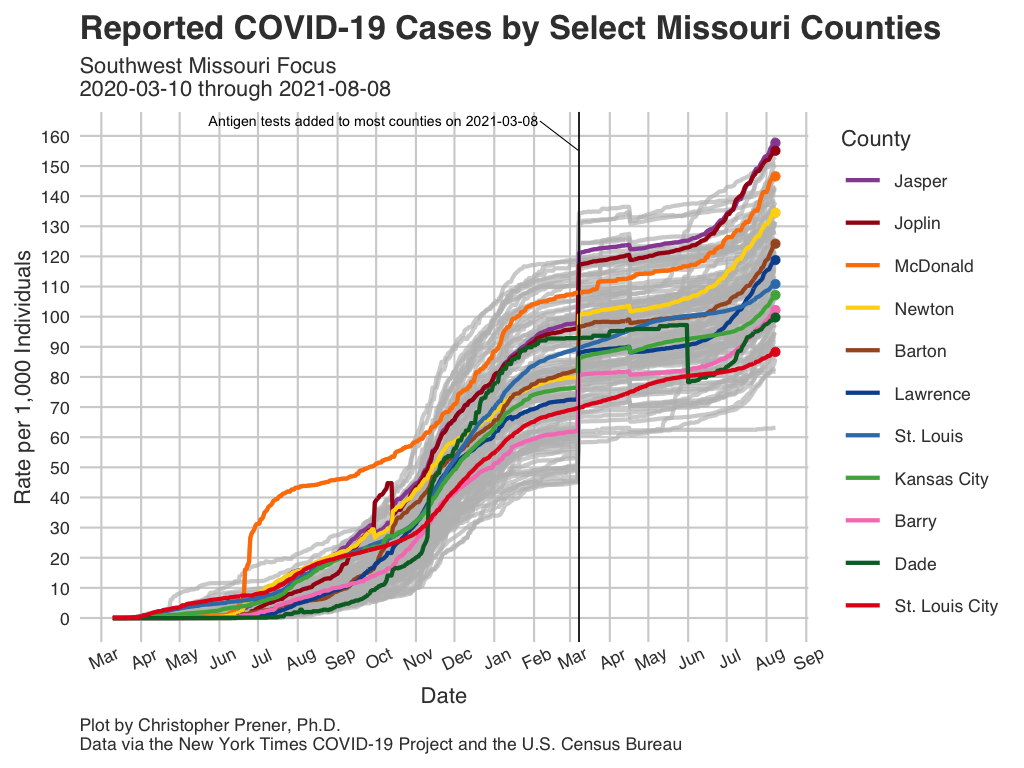 Reported COVID-19 Cases by Select Missouri Counties
Southwest Missouri Focus
2020-03-10 through 2021-08-08
Antigen tests added to most counties on 2021-03-08
Rate per 1,000 Individuals
160
150
140
130
120
110
100
90
80
70
60
50
40
30
20
10
0
Mar Apr May Jun Jul Aug Sep Oct Nov Dec Jan Feb Mar Apr May Jun Jul Aug Sep
Date
County
Jasper
Joplin
McDonald
Newton
Barton
Lawrence
St. Louis
Kansas City
Barry
Dade
St. Louis City
Plot by Christopher Prener, Ph.D.
Data via the New York Times COVID-19 Project and the U.S. Census Bureau